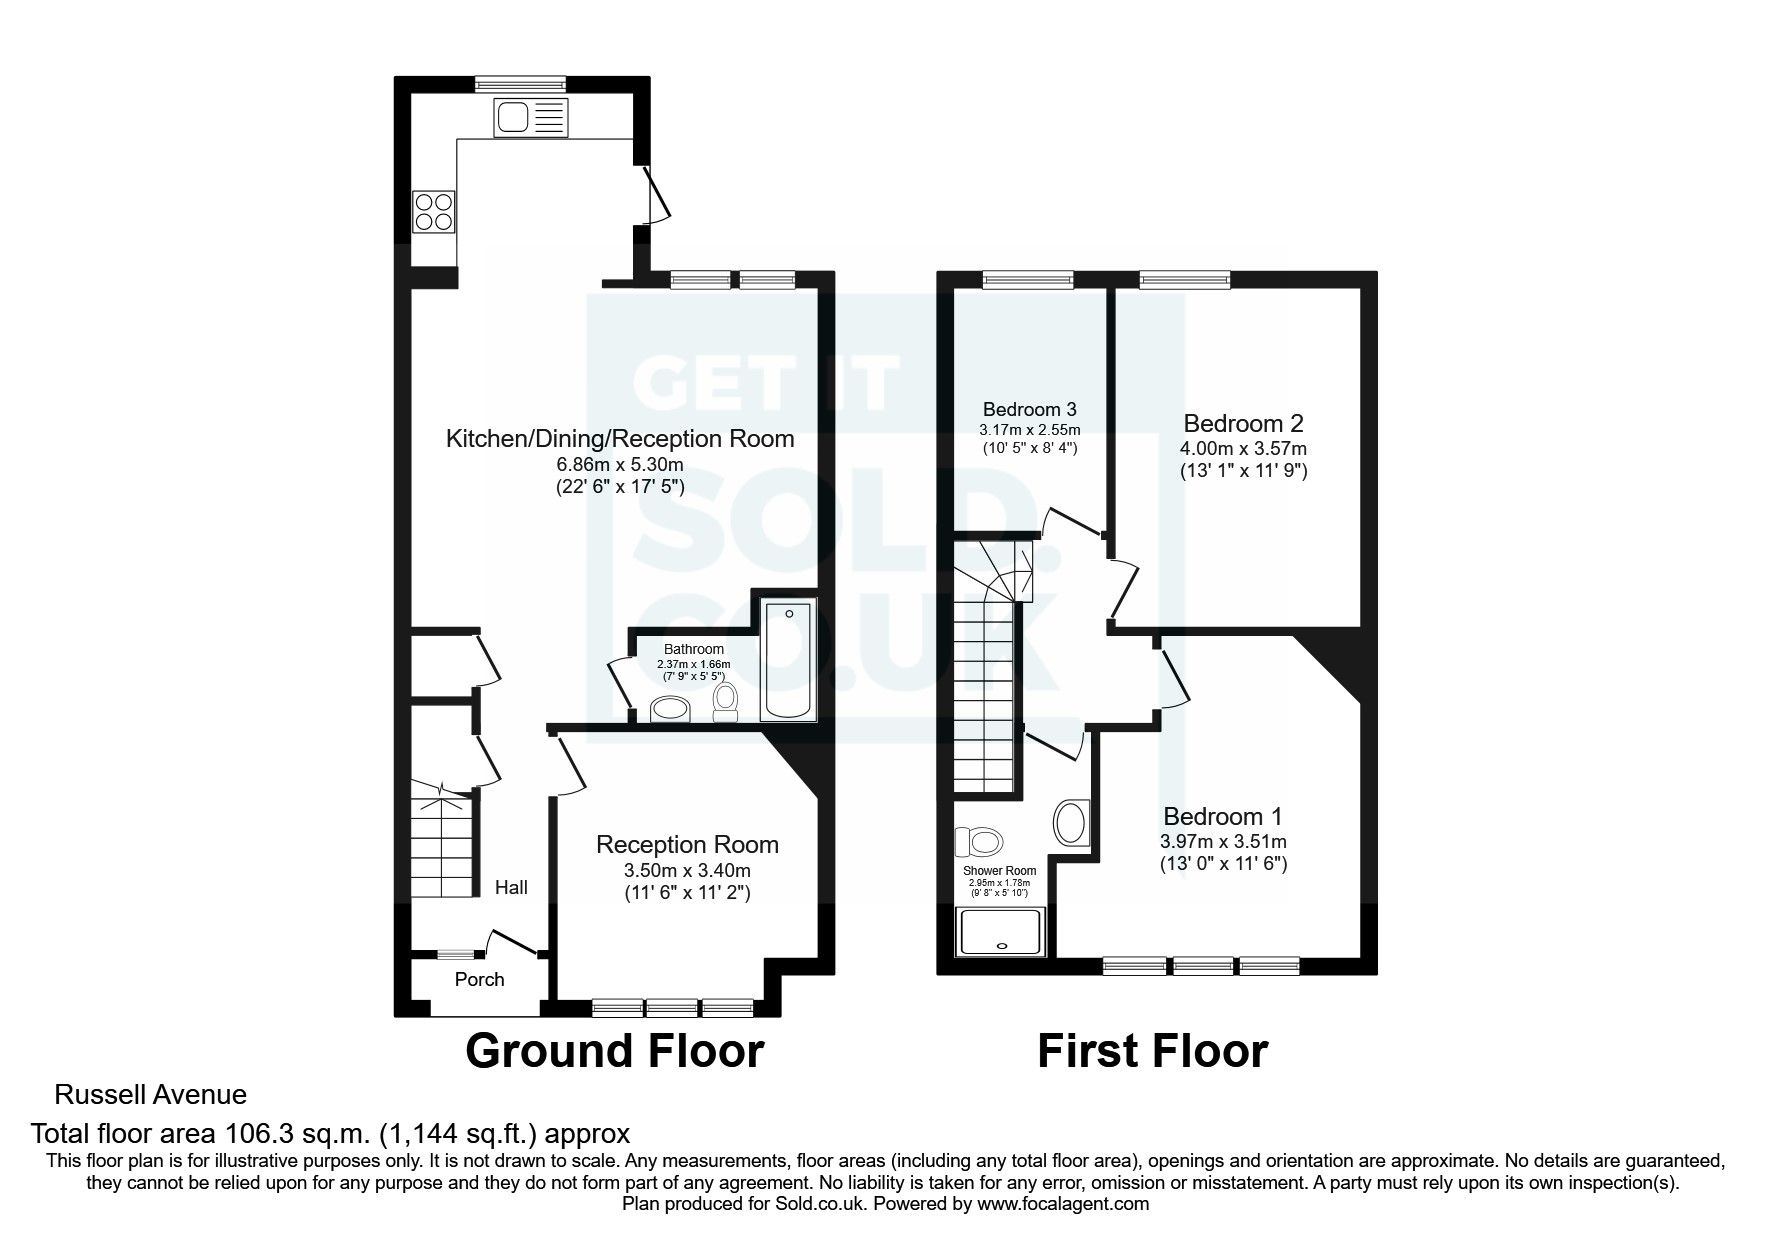 GET IT
SOLD.
CO.UK
Kitchen/Dining/Reception Room
6.86m x 5.30m
(22' 6" x 17' 5")
Bathroom
2.37m x 1.66m
(7' 9" x 5' 5")
Reception Room
3.50m x 3.40m
(11' 6" x 11' 2")
Hall
Porch
Ground Floor
Bedroom 3
3.17m x 2.55m
(10' 5" x 8' 4")
Bedroom 2
4.00m x 3.57m
(13' 1" x 11' 9")
Bedroom 1
3.97m x 3.51m
(13' 0" x 11' 6")
Shower Room
2.95m x 1.78m
(9' 8" x 5' 10")
First Floor
Russell Avenue
Total floor area 106.3 sq.m. (1,144 sq.ft.) approx
This floor plan is for illustrative purposes only. It is not drawn to scale. Any measurements, floor areas (including any total floor area), openings and orientation are approximate. No details are guaranteed,
they cannot be relied upon for any purpose and they do not form part of any agreement. No liability is taken for any error, omission or misstatement. A party must rely upon its own inspection(s).
Plan produced for Sold.co.uk. Powered by www.focalagent.com